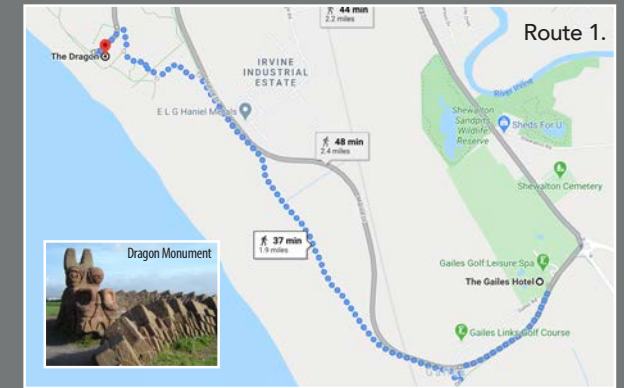 Route 1.
44 min
2.2 miles
The Dragon
IRVINE
INDUSTRIAL
ESTATE
River Irvine
E L G Haniel Metals
Shewalton
Sandpits
Wildlife
Reserve
Sheds For U
48 min
2.4 miles
Shewalton Cemetery
37 min
1.9 miles
Dragon Monument
Gailes Golf Leisure Spa
The Gailes Hotel
Gailes Links Golf Course